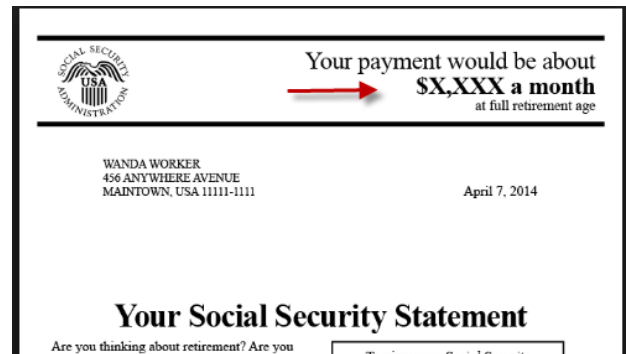 SOCIAL SECURITY ADMINISTRATION
USA
Your payment would be about
$X,XXX a month
at full retirement age
WANDA WORKER
456 ANYWHERE AVENUE
MAINTOWN, USA 11111-1111
April 7, 2014
Your Social Security Statement
Are you thinking about retirement? Are you
Social Security